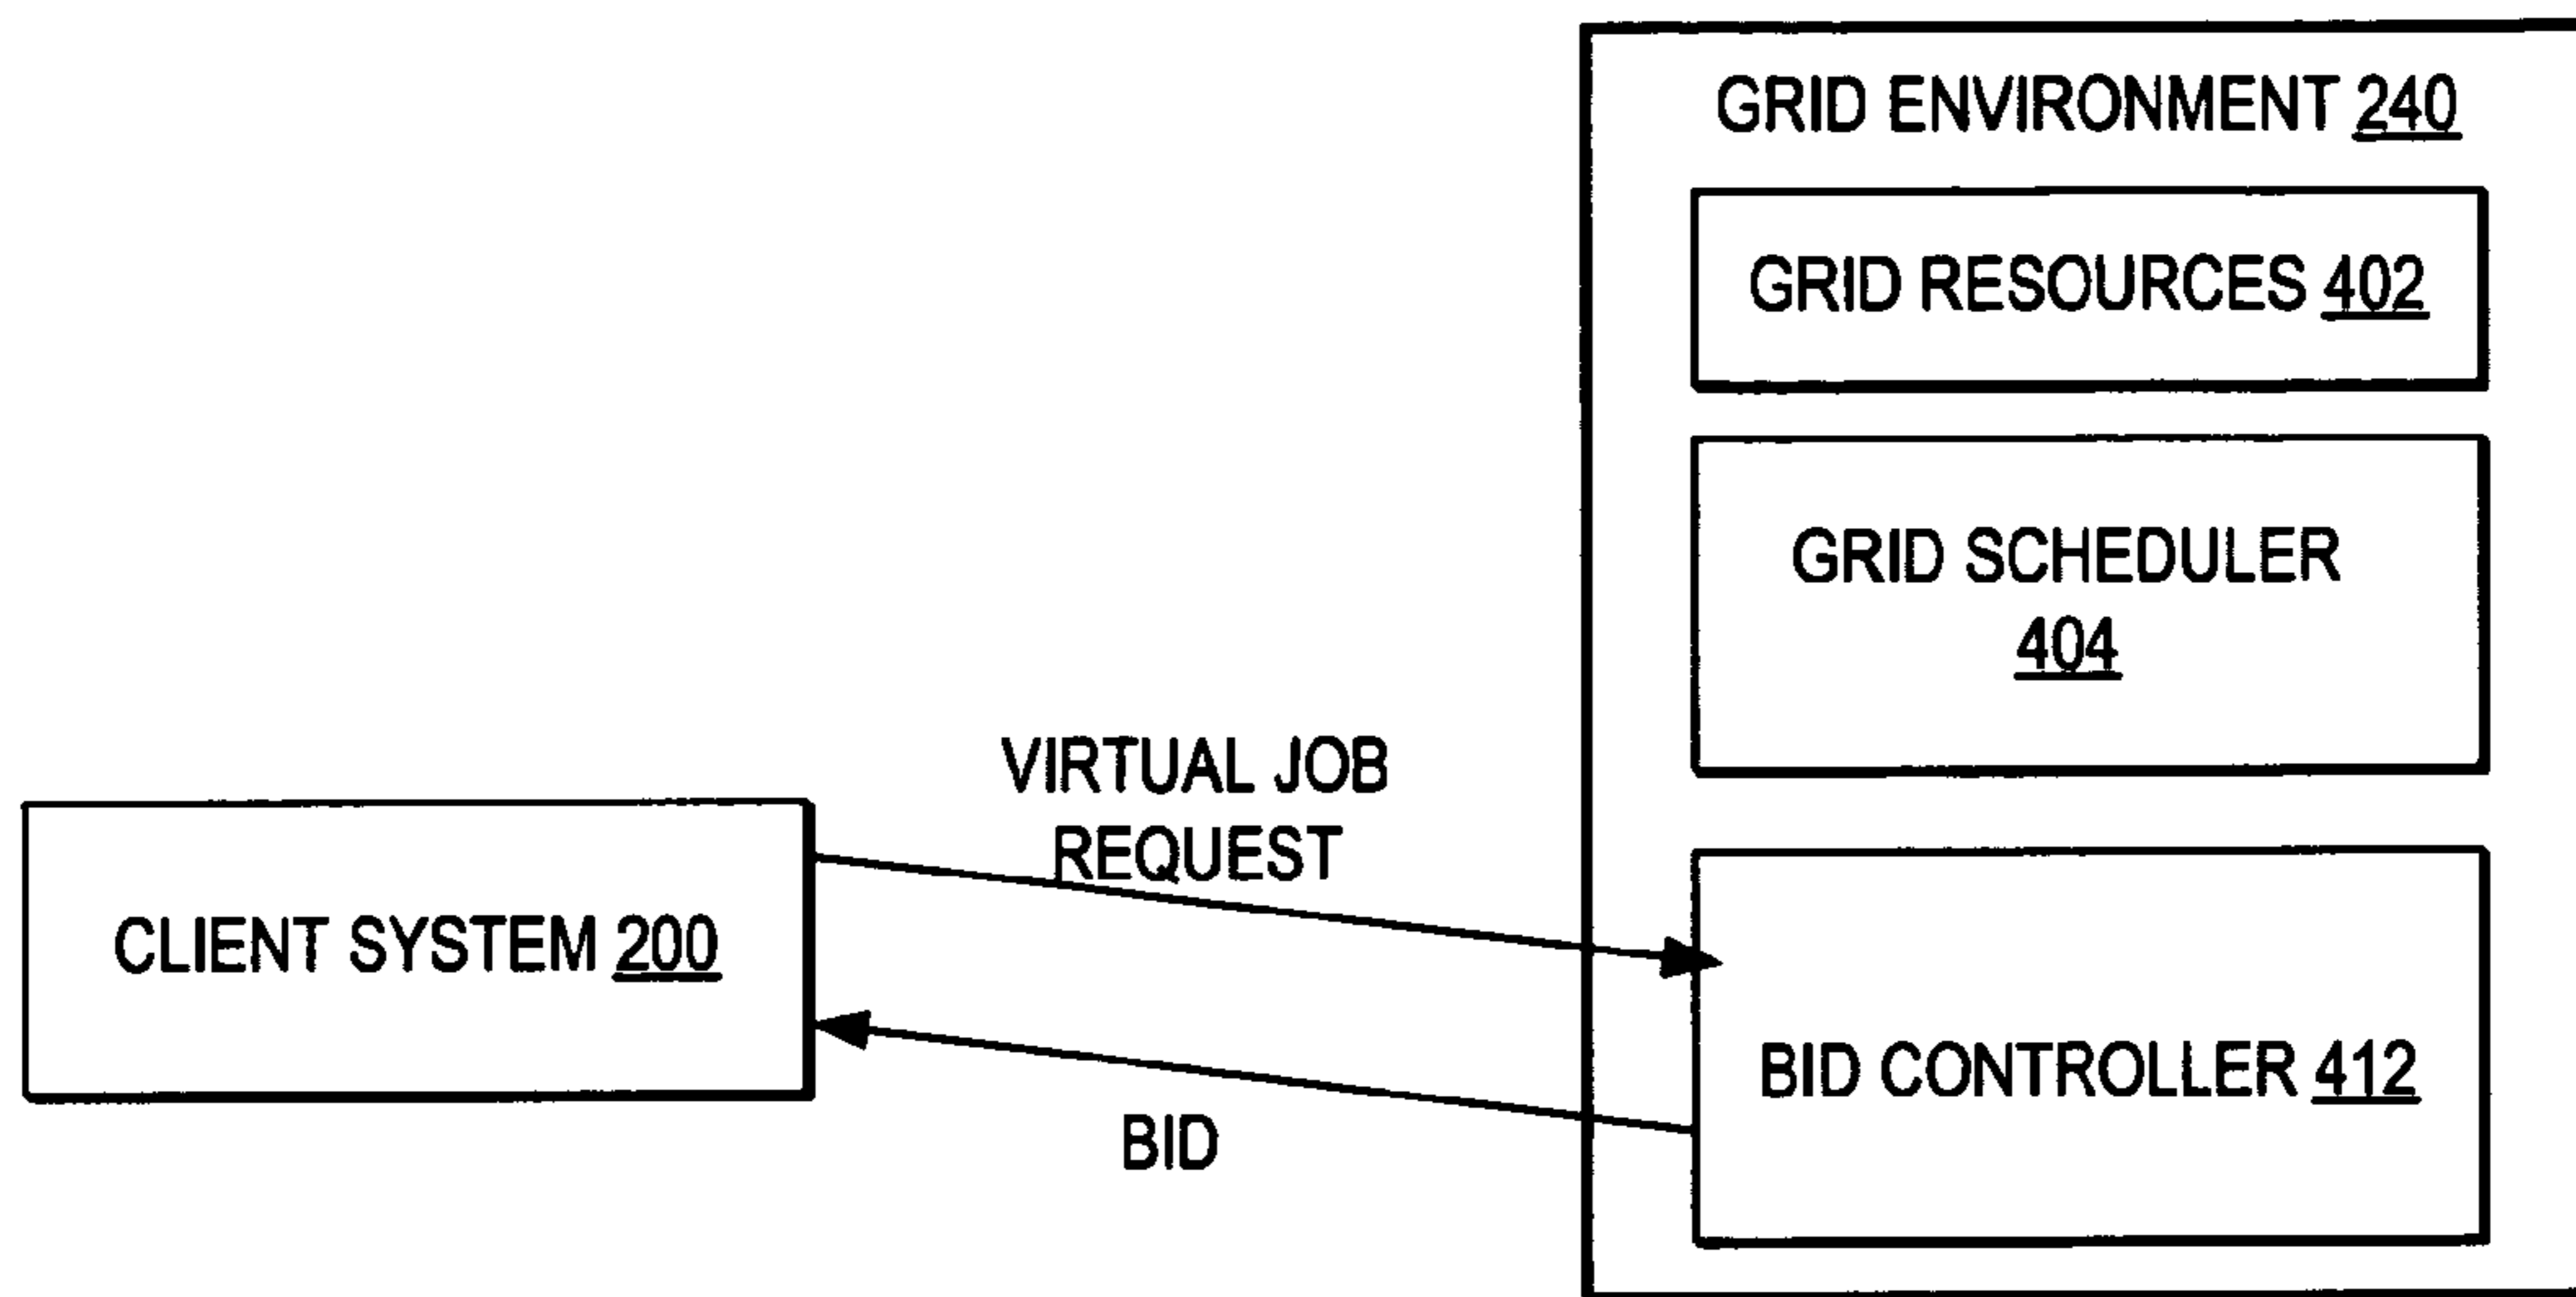 GRID ENVIRONMENT 240
GRID RESOURCES 402
GRID SCHEDULER
404
VIRTUAL JOB
REQUEST
CLIENT SYSTEM 200
BID CONTROLLER 412
BID